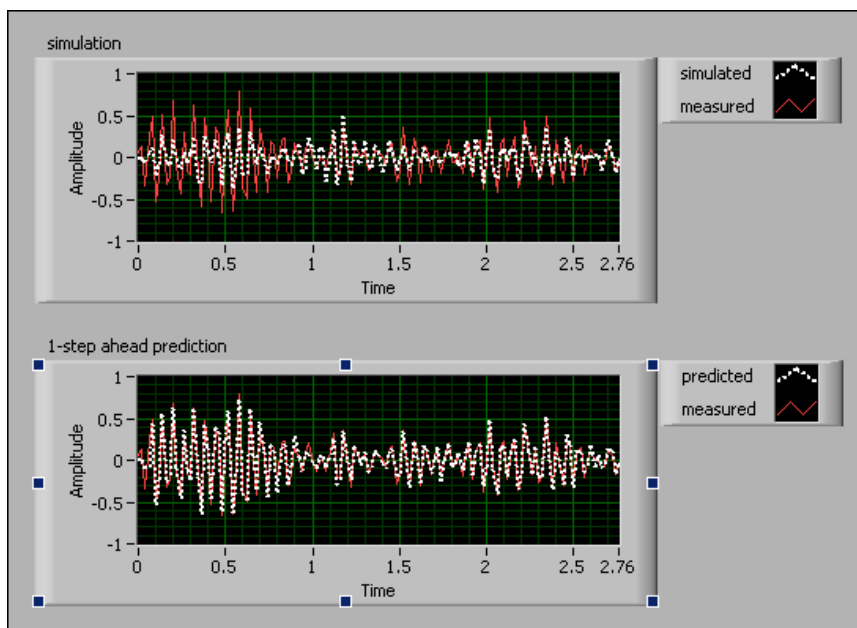 simulation
simulated
measured
Amplitude
1
0.5
0
-0.5
-1
0 0.5 1 1.5 2 2.5 2.76
Time
1-step ahead prediction
predicted
measured
Amplitude
1
0.5
0
-0.5
-1
0 0.5 1 1.5 2 2.5 2.76
Time